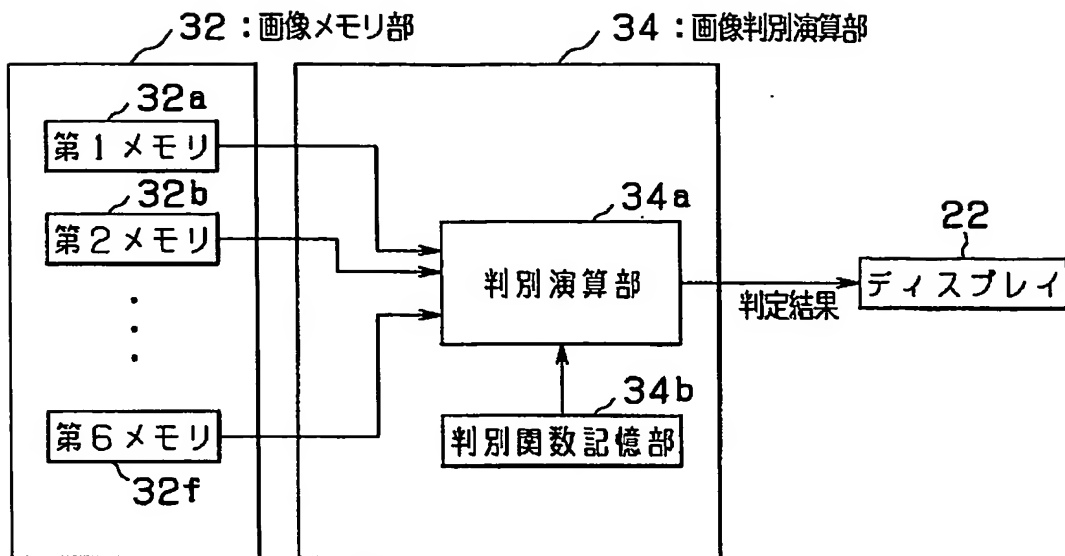 32：画像メモリ部
34：画像判別演算部
32a
第1メモリ
32b
第2メモリ
34a
判別演算部
22
ディスプレイ
判定結果
34b
判別関数記憶部
第6メモリ
32f